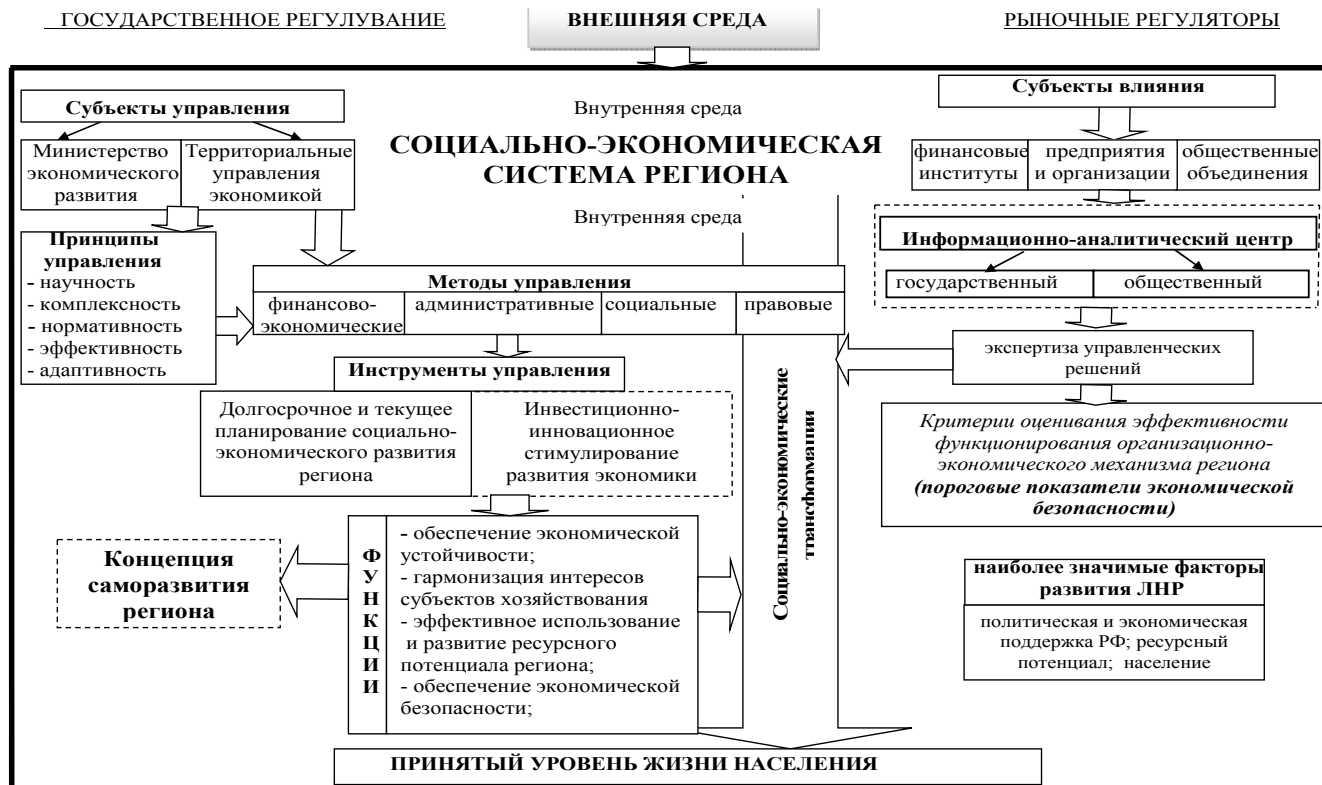 ГОСУДАРСТВЕННОЕ РЕГУЛУВАНИЕ
ВНЕШНЯЯ СРЕДА
РЫНОЧНЫЕ РЕГУЛЯТОРЫ
Субъекты управления
Министерство
экономического
развития
Территориальные
управления
экономикой
Принципы
управления
- научность
- комплексность
- нормативность
- эффективность
- адаптивность
Внутренняя среда
СОЦИАЛЬНО-ЭКОНОМИЧЕСКАЯ
СИСТЕМА РЕГИОНА
Внутренняя среда
Методы управления
финансово-
экономические
административные
социальные
правовые
Инструменты управления
Долгосрочное и текущее
планирование социально-
экономического развития
региона
Инвестиционно-
инновационное
стимулирование
развития экономики
Концепция
саморазвития
региона
ФУНКЦИИ
- обеспечение экономической
устойчивости;
- гармонизация интересов
субъектов хозяйствования
- эффективное использование
и развитие ресурсного
потенциала региона;
- обеспечение экономической
безопасности;
Социально-экономические
трансформации
Субъекты влияния
финансовые
институты
предприятия
и организации
общественные
объединения
Информационно-аналитический центр
государственный
общественный
экспертиза управленческих
решений
Критерии оценивания эффективности
функционирования организационно-
экономического механизма региона
(пороговые показатели экономической
безопасности)
наиболее значимые факторы
развития ЛНР
политическая и экономическая
поддержка РФ; ресурсный
потенциал; население
ПРИНЯТЫЙ УРОВЕНЬ ЖИЗНИ НАСЕЛЕНИЯ